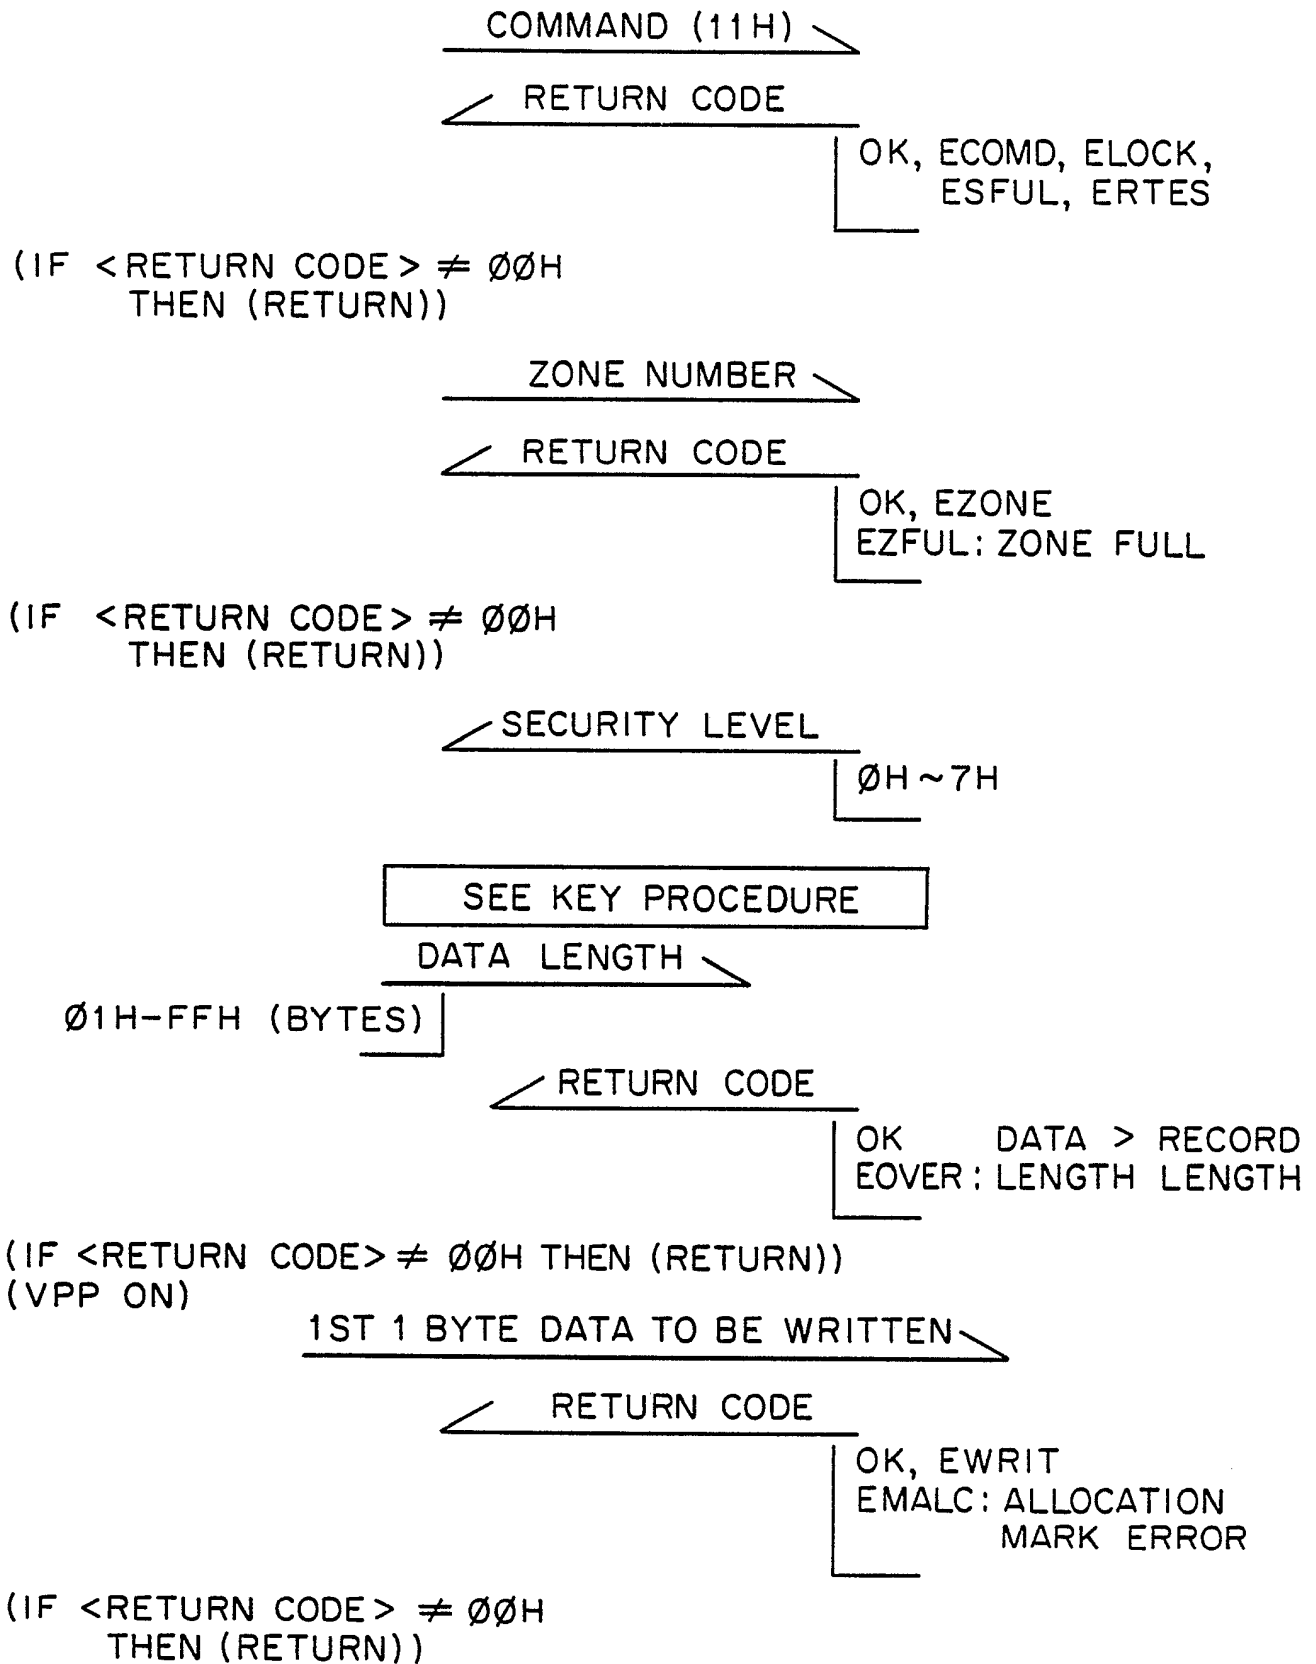 COMMAND (11H)
RETURN CODE
OK, ECOMD, ELOCK,
ESFUL, ERTES
(IF <RETURN CODE> ≠ ØØH
THEN (RETURN))
ZONE NUMBER
RETURN CODE
OK, EZONE
EZFUL: ZONE FULL
(IF <RETURN CODE> ≠ ØØH
THEN (RETURN))
SECURITY LEVEL
ØH~7H
SEE KEY PROCEDURE
DATA LENGTH
Ø1H-FFH (BYTES)
RETURN CODE
OK DATA > RECORD
EOVER: LENGTH LENGTH
(IF <RETURN CODE> ≠ ØØH THEN (RETURN))
(VPP ON)
1ST 1 BYTE DATA TO BE WRITTEN
RETURN CODE
OK, EWRIT
EMALC: ALLOCATION
MARK ERROR
(IF <RETURN CODE> ≠ ØØH
THEN (RETURN))